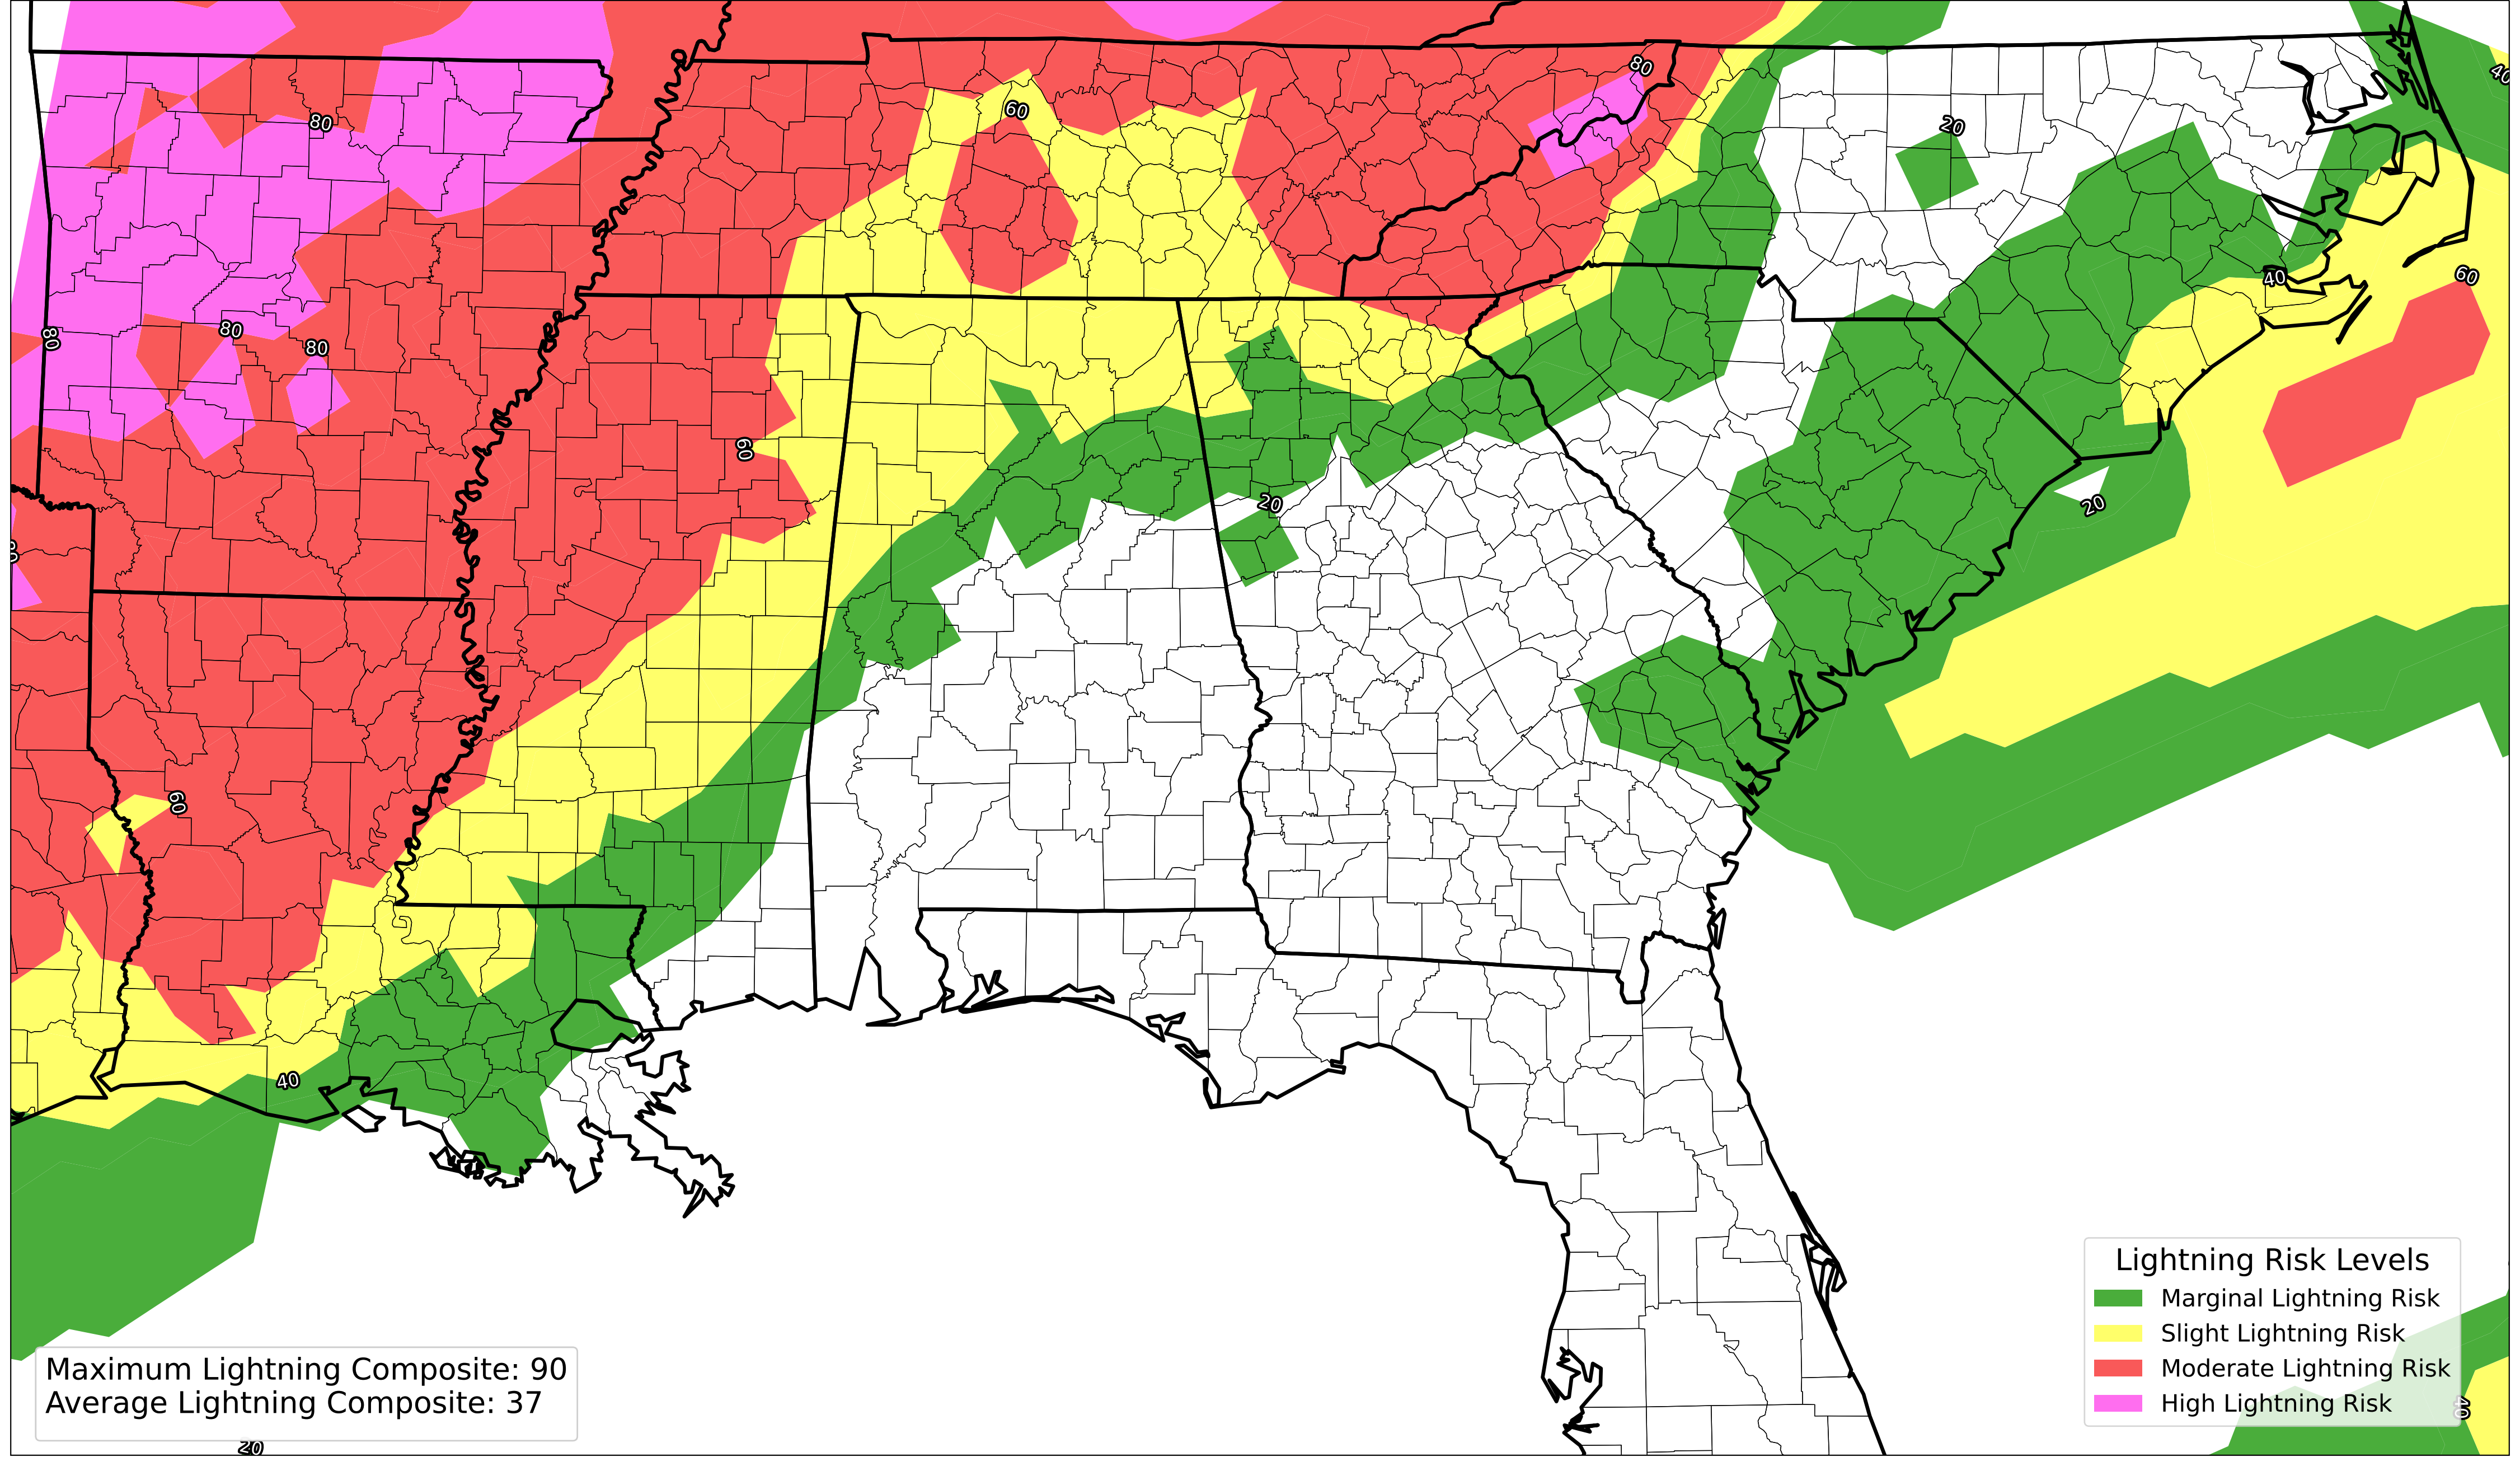 40
80
60
80
20
40
60
80
80
80
60
20
20
60
40
Lightning Risk Levels
Marginal Lightning Risk
Slight Lightning Risk
Moderate Lightning Risk
High Lightning Risk
Maximum Lightning Composite: 90
Average Lightning Composite: 37
40
20